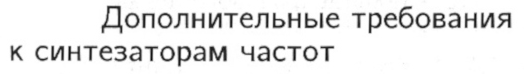 Дополнительные требования
к синтезаторам частот